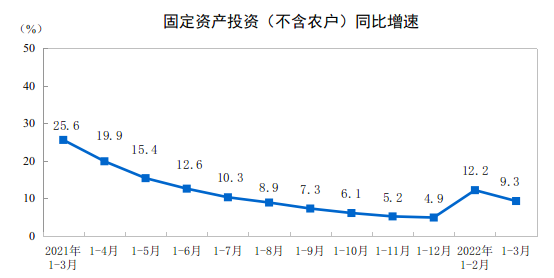 固定资产投资（不含农户）同比增速
（%）
50
40
30
20
10
0
25.6
19.9
15.4
12.6
10.3
8.9
7.3
6.1
5.2
4.9
12.2
9.3
2021年
1-3月
1-4月
1-5月
1-6月
1-7月
1-8月
1-9月
1-10月
1-11月
1-12月
2022年
1-2月
1-3月